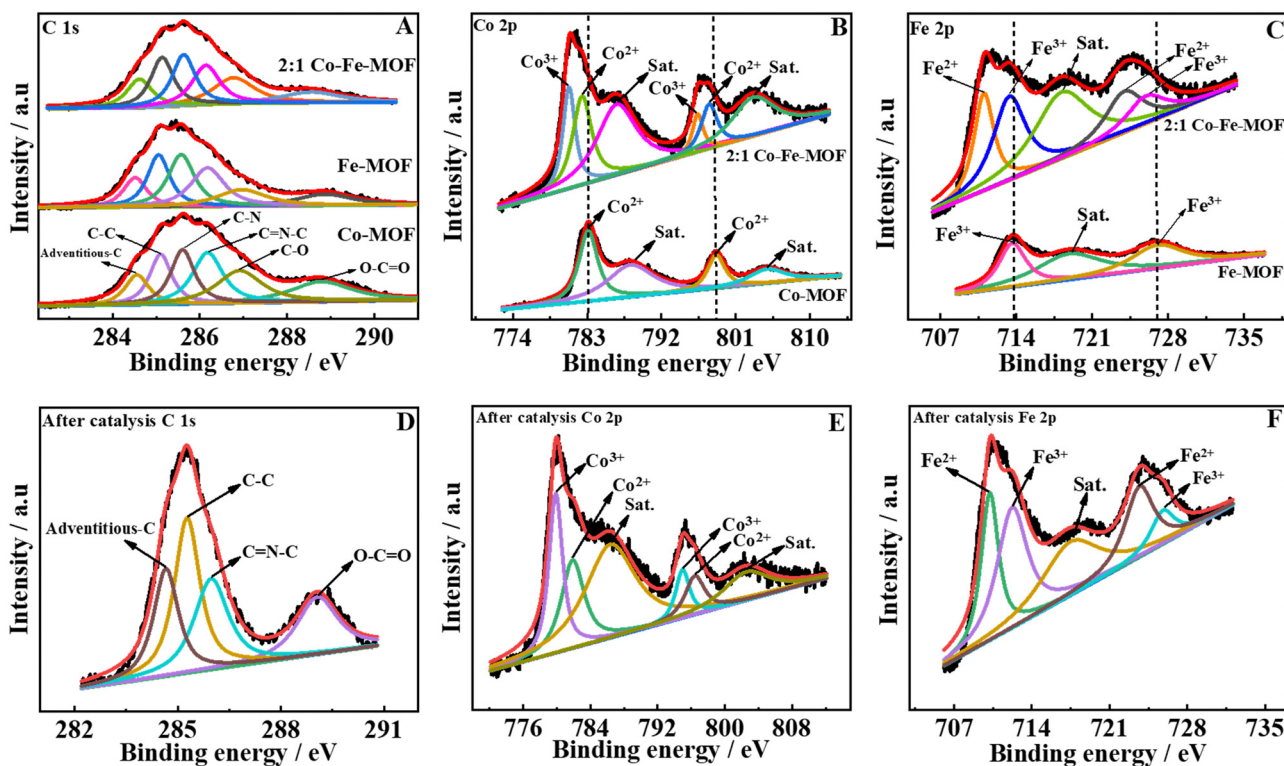 C 1s
A
2:1 Co-Fe-MOF
Fe-MOF
C-N
C-C
C=N-C
Co-MOF
Adventitious-C
C-O
O-C=O
Intensity / a.u
284 286 288 290
Binding energy / eV
Co 2p
B
Co³⁺
Co²⁺
Sat.
Co²⁺
Sat.
Co³⁺
2:1 Co-Fe-MOF
Co²⁺
Sat.
Co²⁺
Sat.
Co-MOF
Intensity / a.u
774 783 792 801 810
Binding energy / eV
Fe 2p
C
Fe²⁺
Fe³⁺
Sat.
Fe²⁺
Fe³⁺
2:1 Co-Fe-MOF
Fe³⁺
Sat.
Fe³⁺
Fe-MOF
Intensity / a.u
707 714 721 728 735
Binding energy / eV
After catalysis C 1s
D
C-C
Adventitious-C
C=N-C
O-C=O
Intensity / a.u
282 285 288 291
Binding energy / eV
After catalysis Co 2p
E
Co³⁺
Co²⁺
Sat.
Co³⁺
Co²⁺
Sat.
Intensity / a.u
776 784 792 800 808
Binding energy / eV
After catalysis Fe 2p
F
Fe²⁺
Fe³⁺
Sat.
Fe²⁺
Fe³⁺
Intensity / a.u
707 714 721 728 735
Binding energy / eV